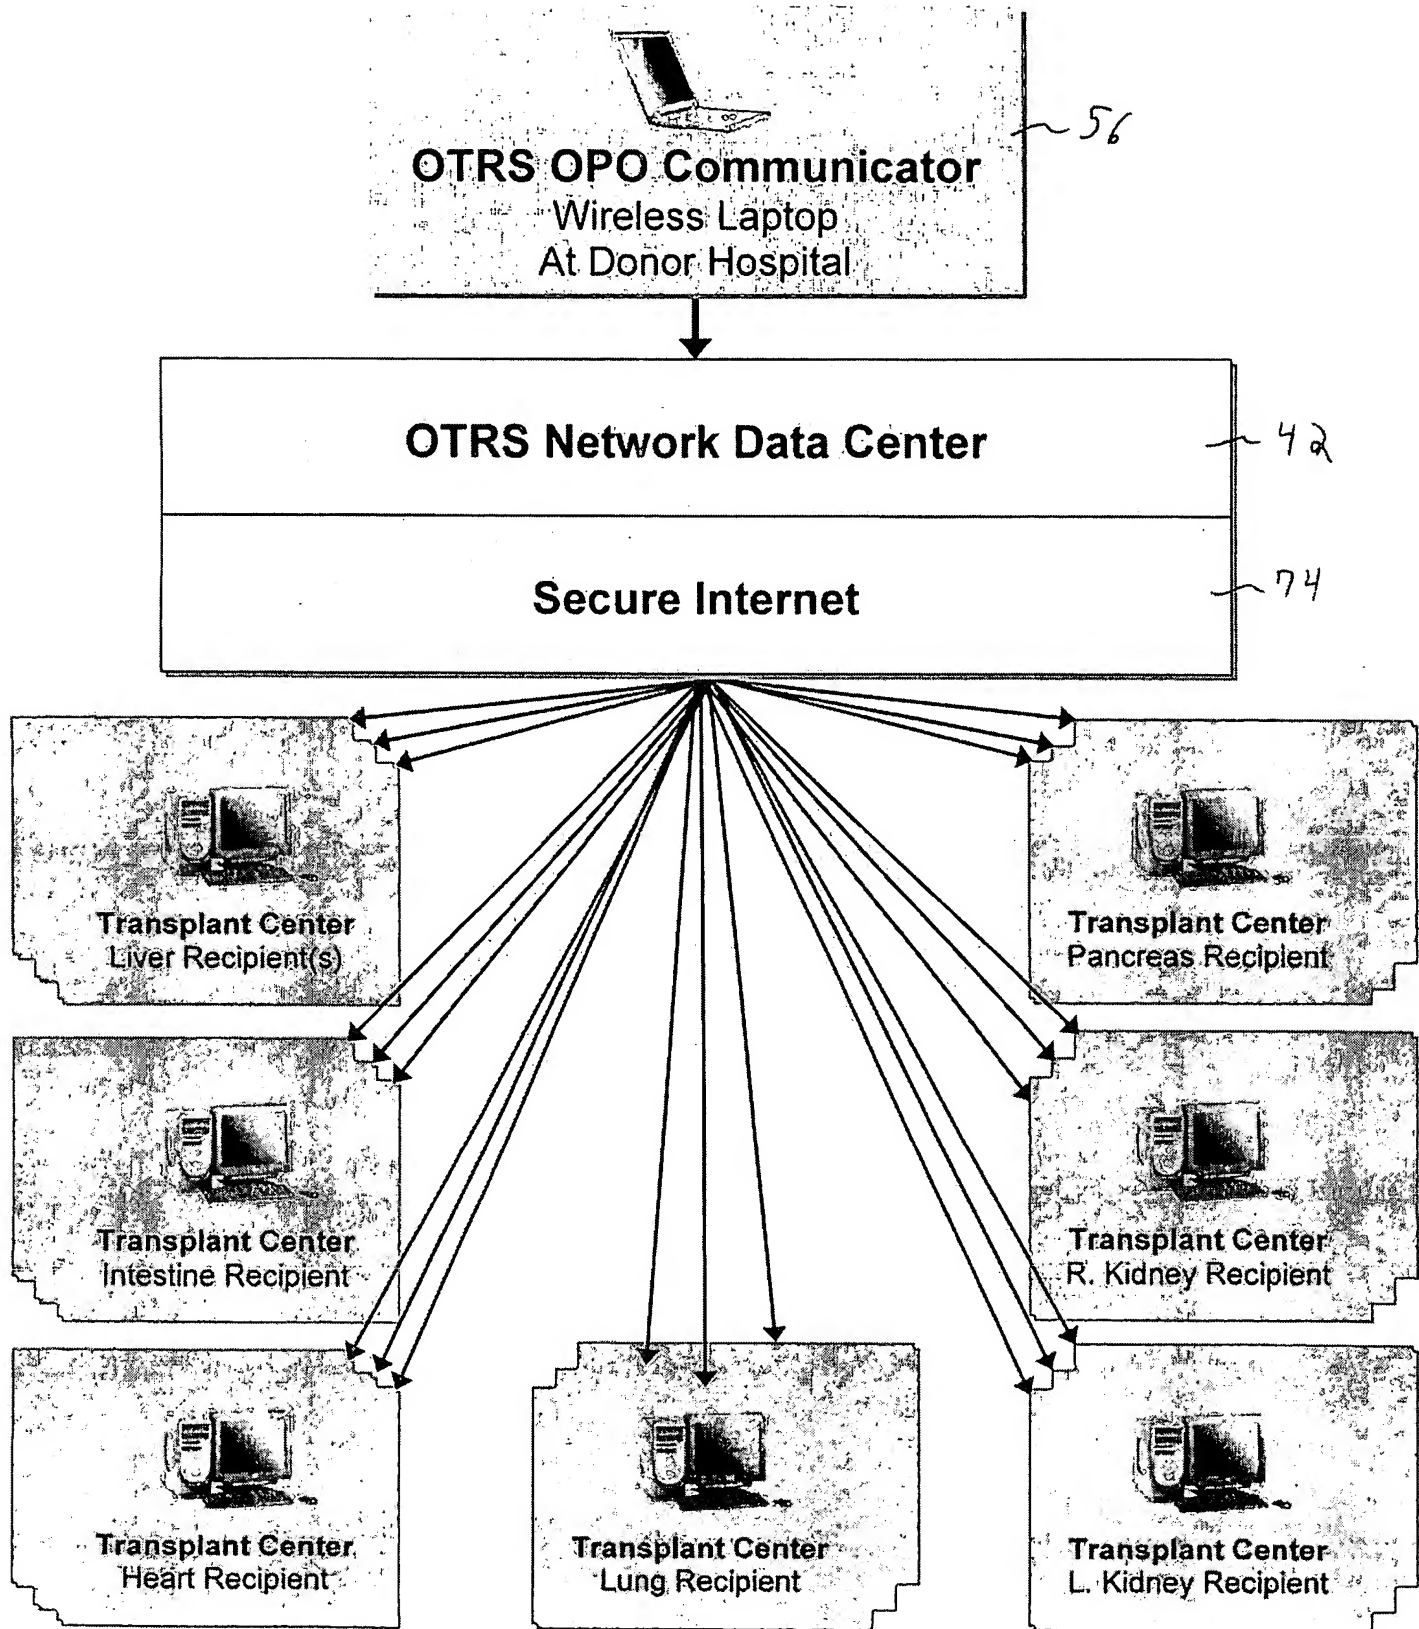 OTRS OPO Communicator
Wireless Laptop
At Donor Hospital
56
OTRS Network Data Center
42
Secure Internet
74
Transplant Center
Liver Recipient(s)
Transplant Center
Pancreas Recipient
Transplant Center
Intestine Recipient
Transplant Center
R. Kidney Recipient
Transplant Center
Heart Recipient
Transplant Center
Lung Recipient
Transplant Center
L. Kidney Recipient